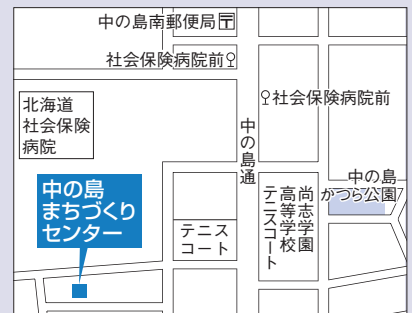 中の島南郵便局〒
社会保険病院前
社会保険病院前
北海道
社会保険
病院
中の島通
中の島
かつら公園
中の島
まちづくり
センター
テニス
コート
尚志学園
高等学校
テニスコート